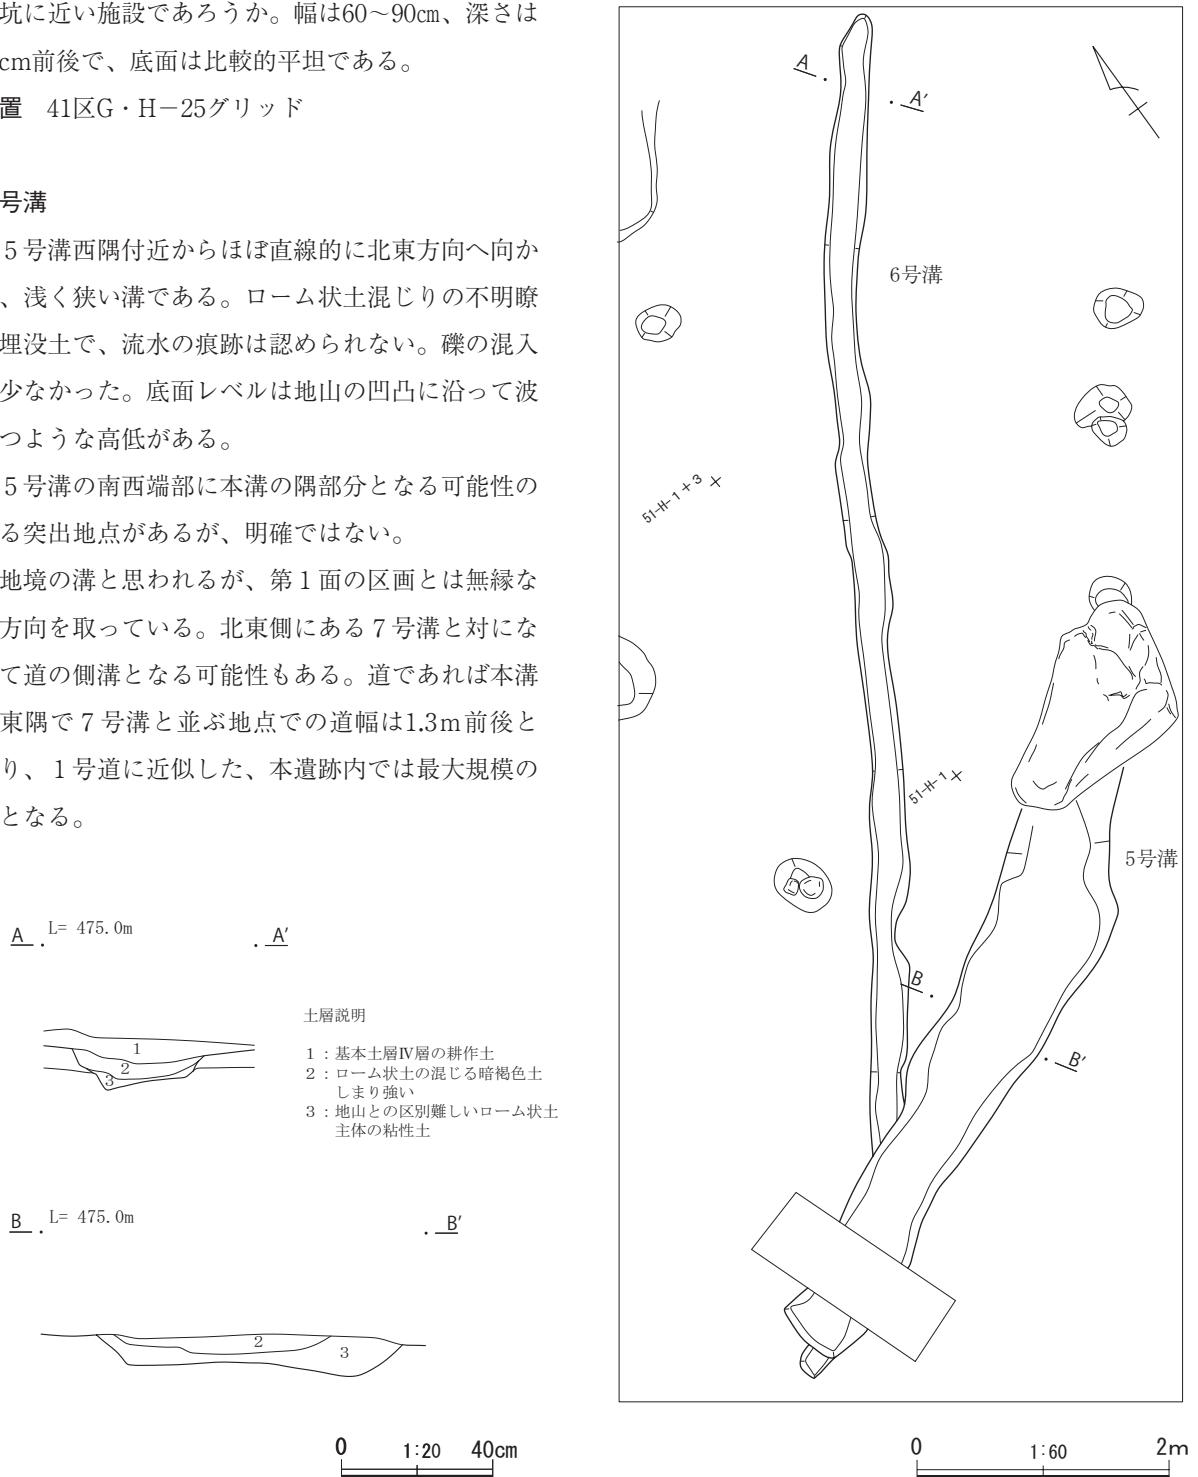 坑に近い施設であろうか。幅は60～90㎝、深さは
cm前後で、底面は比較的平坦である。
置　41区G・H－25グリッド
号溝
５号溝西隅付近からほぼ直線的に北東方向へ向か
、浅く狭い溝である。ローム状土混じりの不明瞭
埋没土で、流水の痕跡は認められない。礫の混入
少なかった。底面レベルは地山の凹凸に沿って波
つような高低がある。
５号溝の南西端部に本溝の隅部分となる可能性の
る突出地点があるが、明確ではない。
地境の溝と思われるが、第１面の区画とは無縁な
方向を取っている。北東側にある７号溝と対にな
て道の側溝となる可能性もある。道であれば本溝
東隅で７号溝と並ぶ地点での道幅は1.3ｍ前後と
り、１号道に近似した、本遺跡内では最大規模の
となる。
A L= 475.0m A′
1
2
3
土層説明
1：基本土層Ⅳ層の耕作土
2：ローム状土の混じる暗褐色土
しまり強い
3：地山との区別難しいローム状土
主体の粘性土
B L= 475.0m B′
2
3
0 1:20 40cm
A
A′
6号溝
51-H-1＋3
51-H-1
5号溝
B
B′
0 1:60 2m